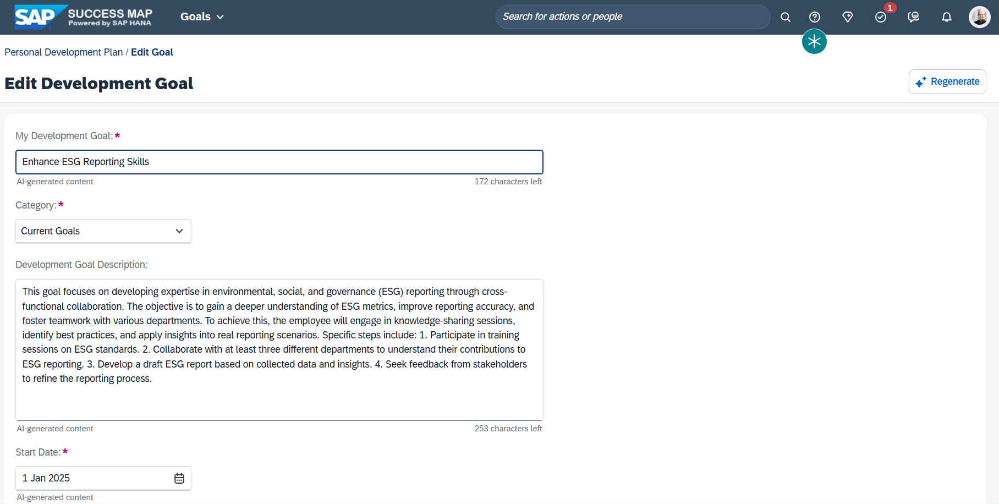 SAP SUCCESS MAP
Powered by SAP HANA
Goals
Search for actions or people
1
Personal Development Plan / Edit Goal
Edit Development Goal
Regenerate
My Development Goal:*
Enhance ESG Reporting Skills
AI-generated content
172 characters left
Category:*
Current Goals
Development Goal Description:
This goal focuses on developing expertise in environmental, social, and governance (ESG) reporting through cross-
functional collaboration. The objective is to gain a deeper understanding of ESG metrics, improve reporting accuracy, and
foster teamwork with various departments. To achieve this, the employee will engage in knowledge-sharing sessions,
identify best practices, and apply insights into real reporting scenarios. Specific steps include: 1. Participate in training
sessions on ESG standards. 2. Collaborate with at least three different departments to understand their contributions to
ESG reporting. 3. Develop a draft ESG report based on collected data and insights. 4. Seek feedback from stakeholders
to refine the reporting process.
AI-generated content
253 characters left
Start Date:*
1 Jan 2025
AI-generated content